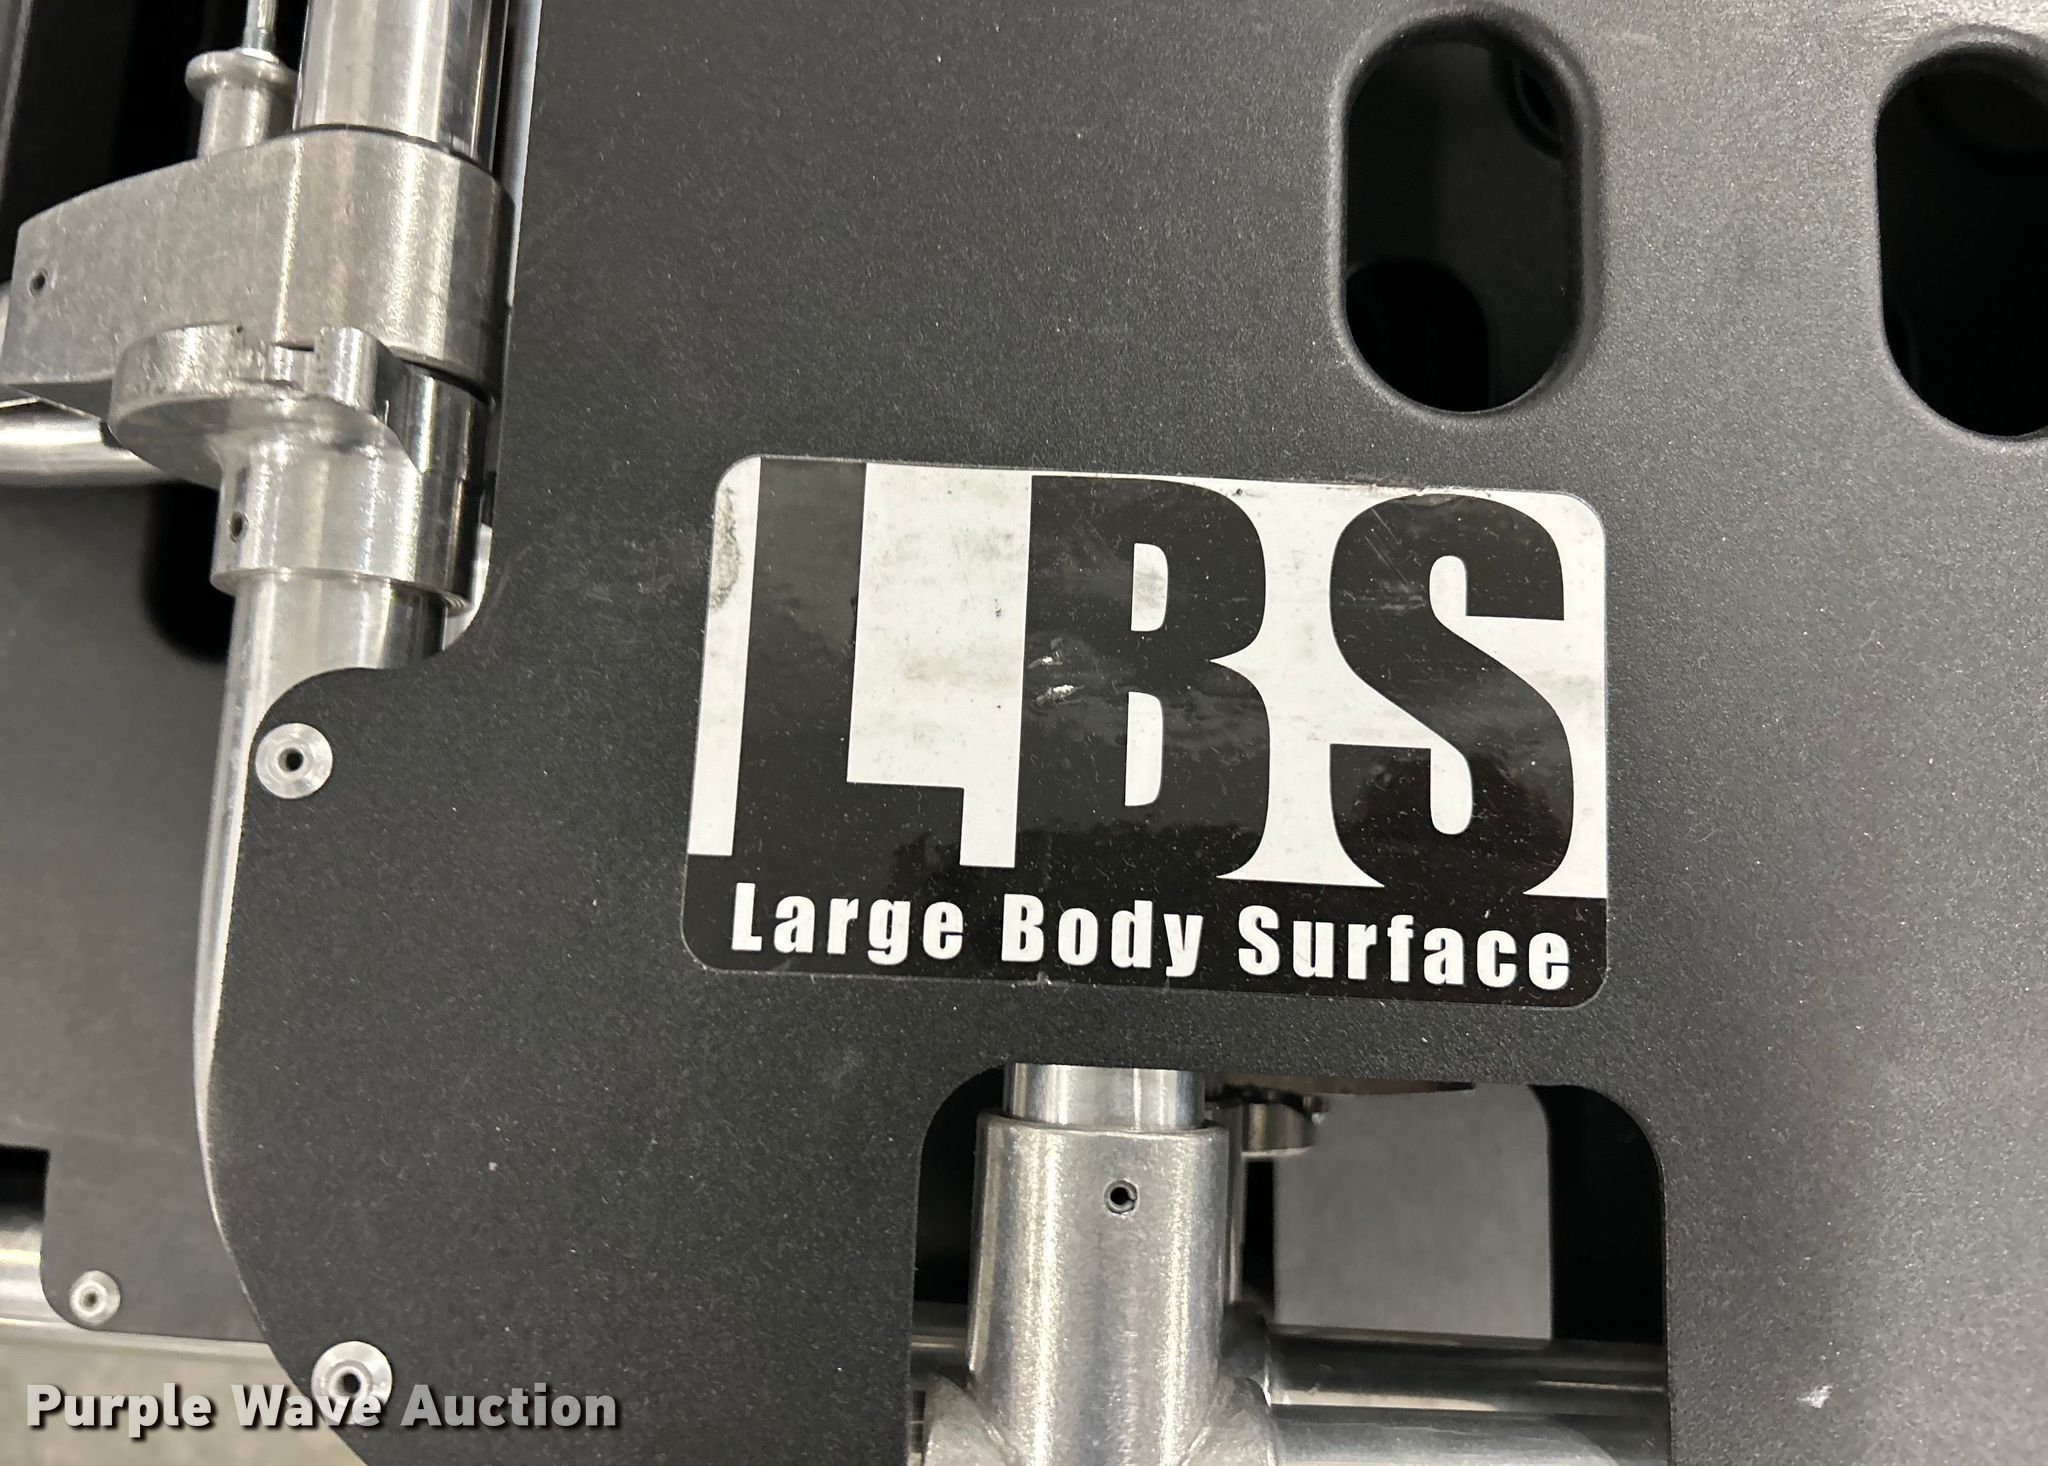 LBS
Large Body Surface
Purple Wave Auction